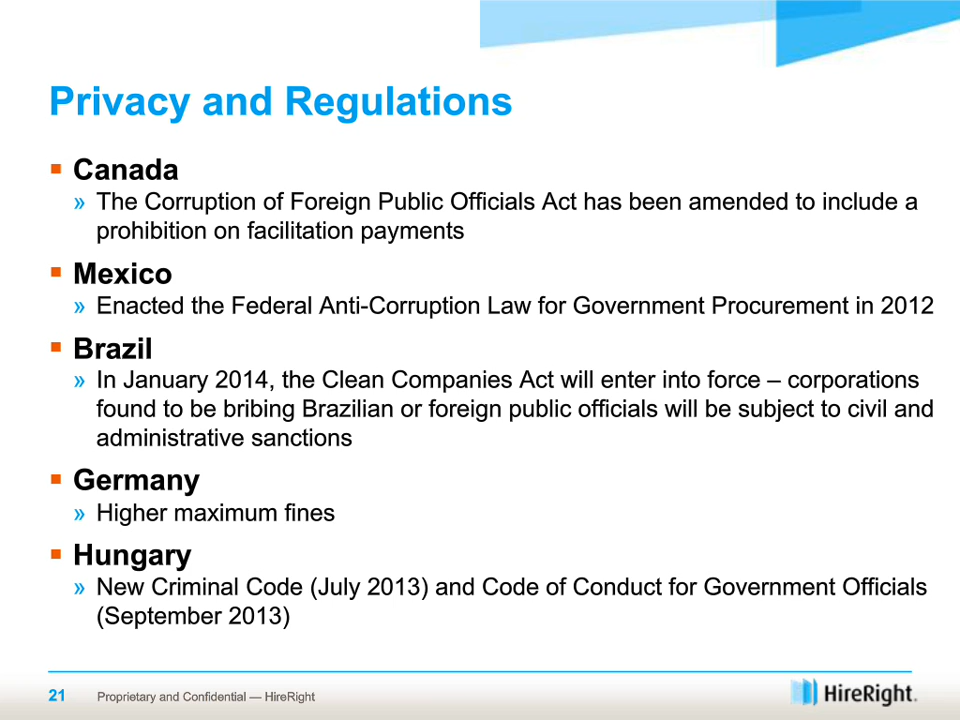 Privacy and Regulations
▪ Canada
» The Corruption of Foreign Public Officials Act has been amended to include a
prohibition on facilitation payments
▪ Mexico
» Enacted the Federal Anti-Corruption Law for Government Procurement in 2012
▪ Brazil
» In January 2014, the Clean Companies Act will enter into force – corporations
found to be bribing Brazilian or foreign public officials will be subject to civil and
administrative sanctions
▪ Germany
» Higher maximum fines
▪ Hungary
» New Criminal Code (July 2013) and Code of Conduct for Government Officials
(September 2013)
21 Proprietary and Confidential — HireRight
HireRight.